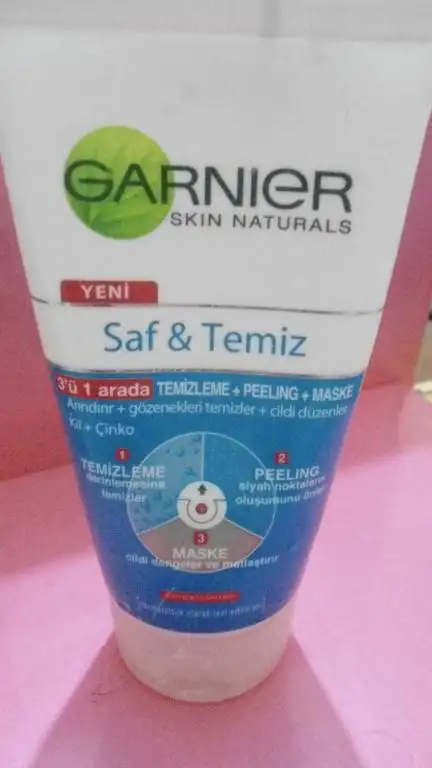 GARNIER
SKIN NATURALS
YENİ
Saf & Temiz
3'ü 1 arada TEMİZLEME + PEELING + MASKE
Arındırır + gözenekleri temizler + cildi düzenler
Kil + Çinko
1
TEMİZLEME
derinlemesine
temizler
2
PEELING
siyah noktaların
oluşumunu önler
3
MASKE
cildi dengeler ve matlaştırır